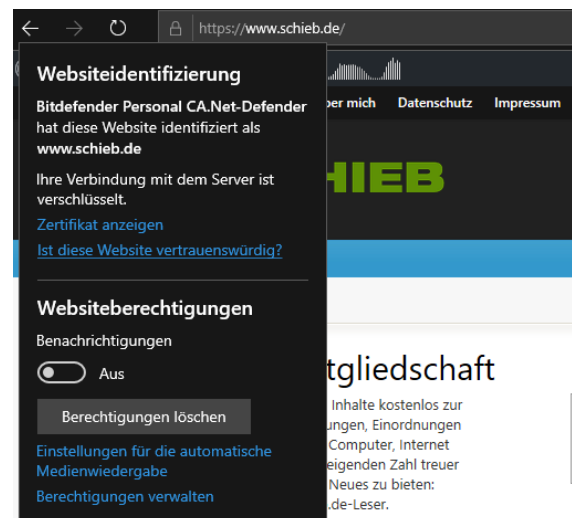 https://www.schieb.de/
Websiteidentifizierung
Bitdefender Personal CA.Net-Defender
hat diese Website identifiziert als
www.schieb.de
Ihre Verbindung mit dem Server ist
verschlüsselt.
Zertifikat anzeigen
Ist diese Website vertrauenswürdig?
Websiteberechtigungen
Benachrichtigungen
Aus
Berechtigungen löschen
Einstellungen für die automatische
Medienwiedergabe
Berechtigungen verwalten
ber mich Datenschutz Impressum
HIEB
tgliedschaft
Inhalte kostenlos zur
ungen, Einordnungen
Computer, Internet
eigenden Zahl treuer
Neues zu bieten:
.de-Leser.